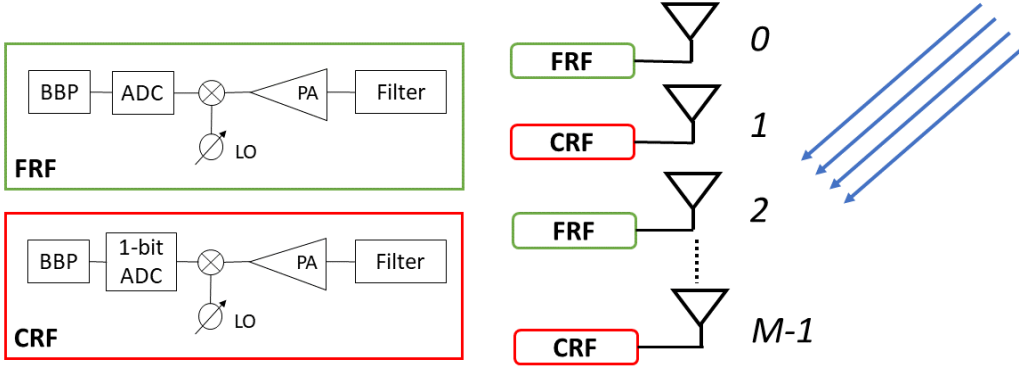 BBP
ADC
PA
Filter
LO
FRF
BBP
1-bit
ADC
PA
Filter
LO
CRF
FRF
0
CRF
1
FRF
2
CRF
M-1